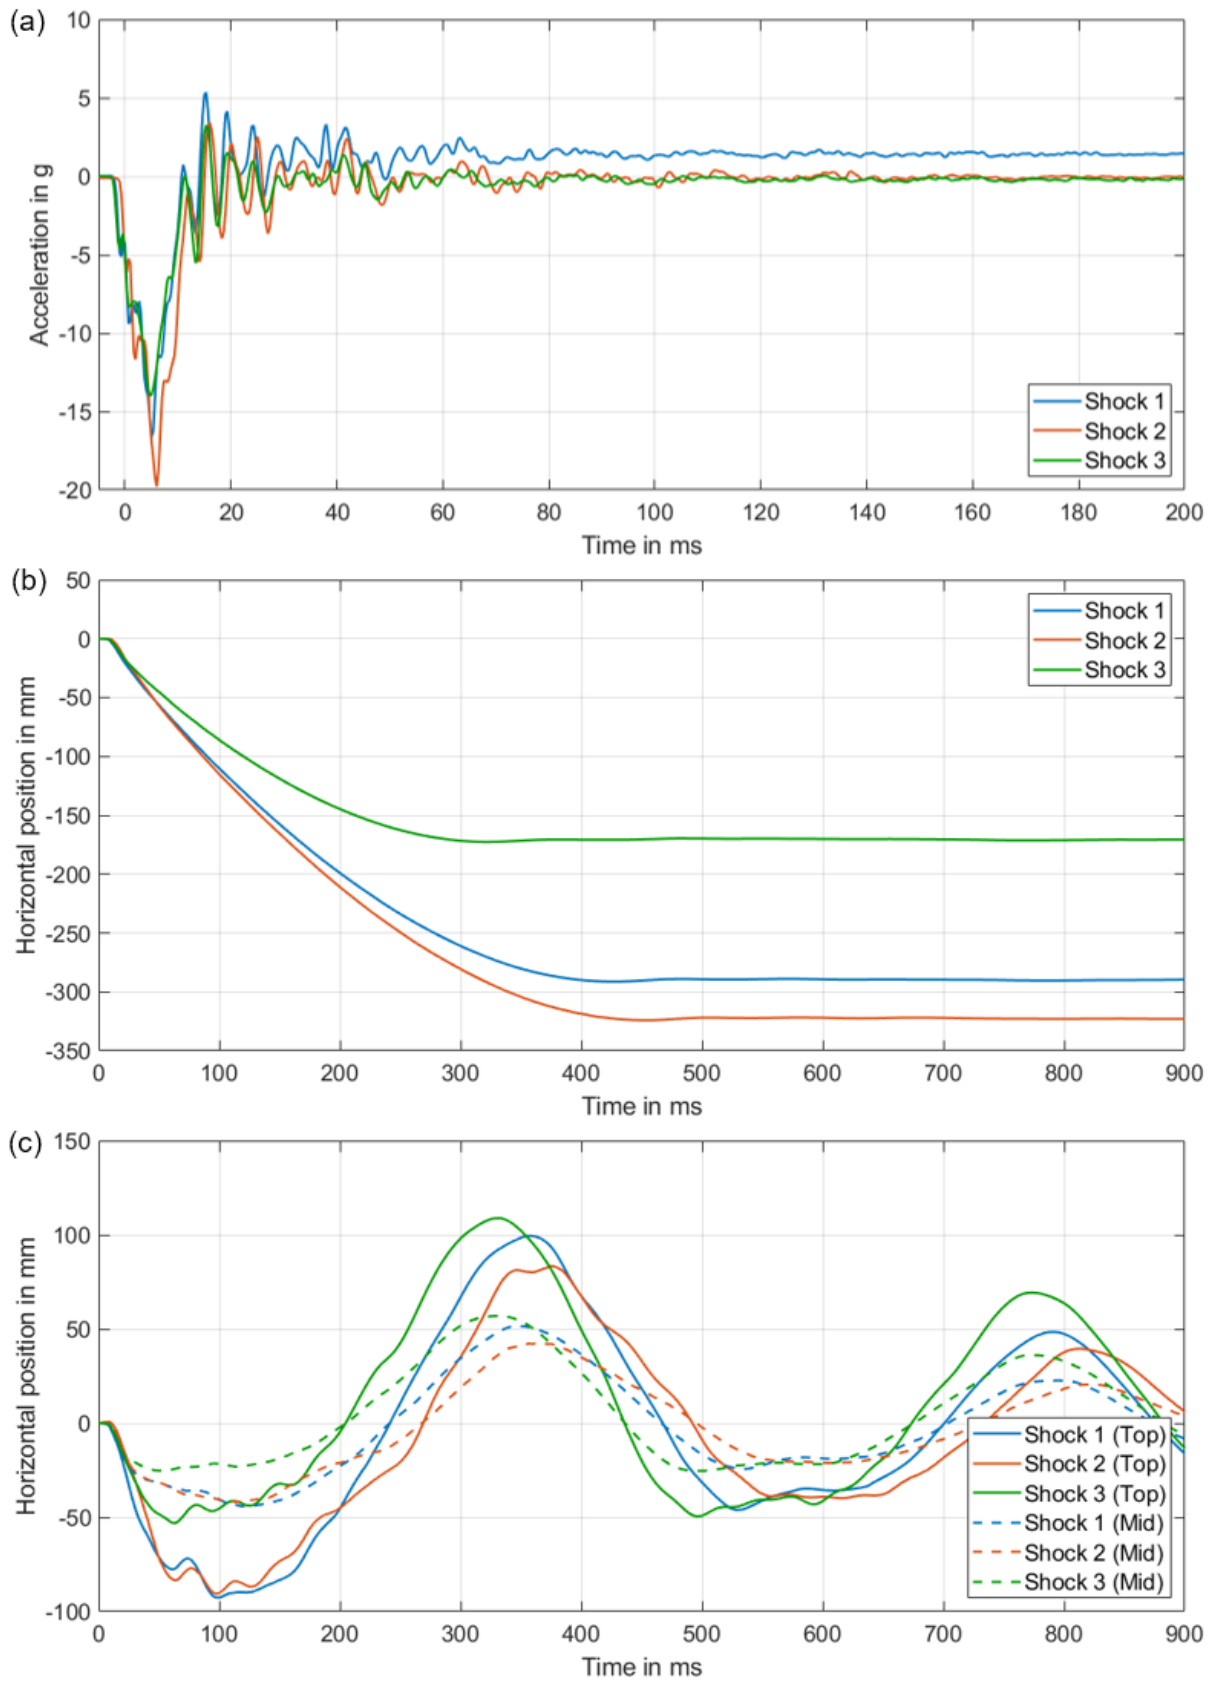 (a)
10
5
0
-5
-10
-15
-20
Acceleration in g
Shock 1
Shock 2
Shock 3
0 20 40 60 80 100 120 140 160 180 200
Time in ms
(b)
50
0
-50
-100
-150
-200
-250
-300
-350
Horizontal position in mm
Shock 1
Shock 2
Shock 3
0 100 200 300 400 500 600 700 800 900
Time in ms
(c)
150
100
50
0
-50
-100
Horizontal position in mm
Shock 1 (Top)
Shock 2 (Top)
Shock 3 (Top)
Shock 1 (Mid)
Shock 2 (Mid)
Shock 3 (Mid)
0 100 200 300 400 500 600 700 800 900
Time in ms